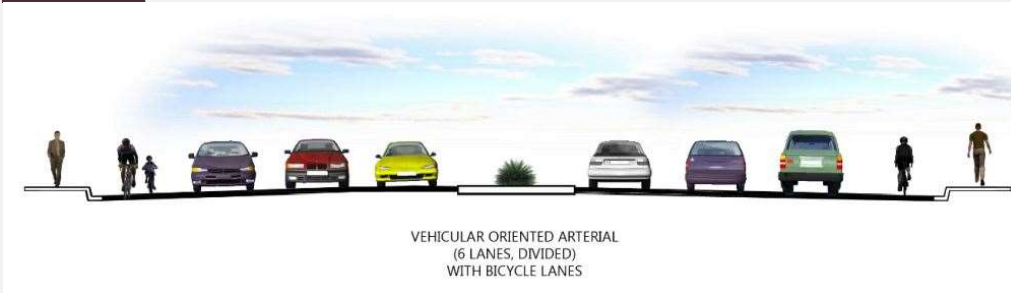 VEHICULAR ORIENTED ARTERIAL
(6 LANES, DIVIDED)
WITH BICYCLE LANES